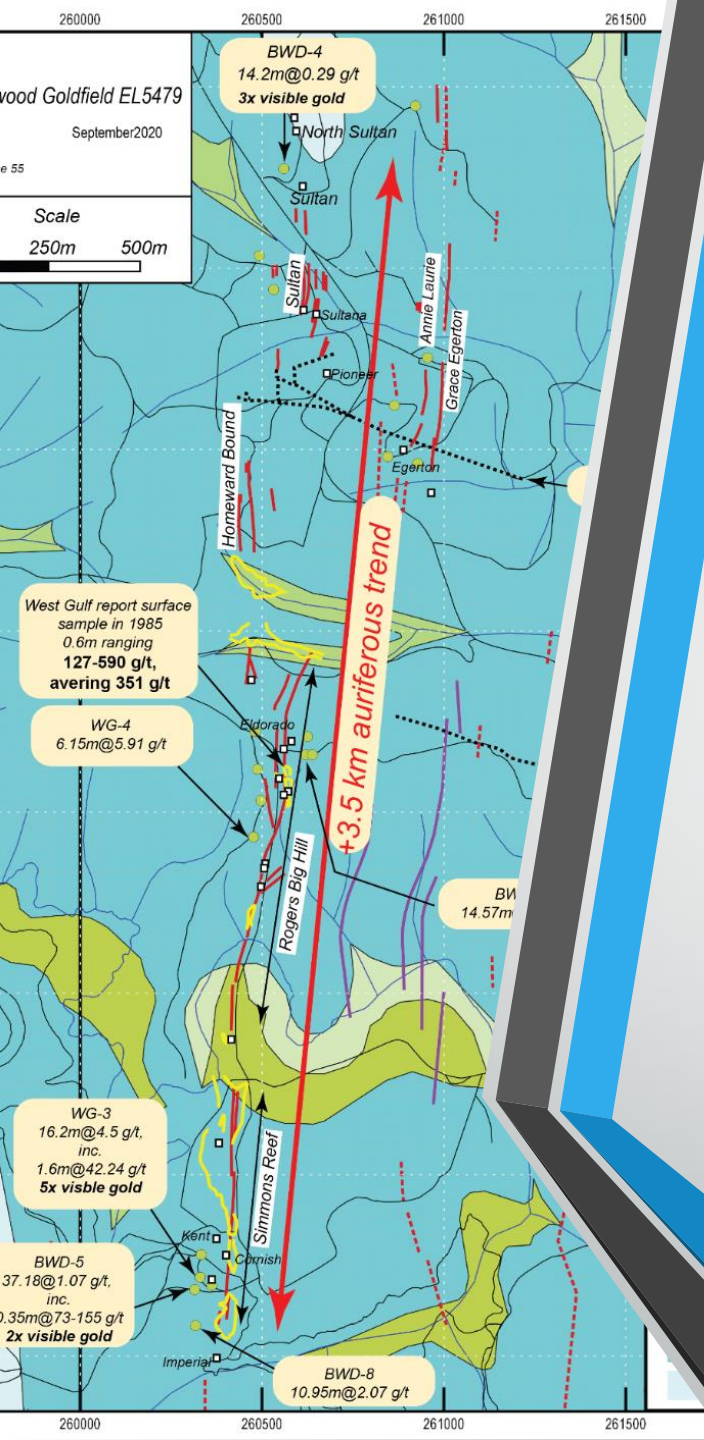 260000
260500
261000
261500
wood Goldfield EL5479
September2020
e 55
Scale
250m
500m
BWD-4
14.2m@0.29 g/t
3x visible gold
North Sultan
Sultan
Sultan
Sultana
Pioneer
Annie Laurie
Grace Egerton
Egerton
Homeward Bound
+3.5 km auriferous trend
West Gulf report surface
sample in 1985
0.6m ranging
127-590 g/t,
avering 351 g/t
WG-4
6.15m@5.91 g/t
Eldorado
Rogers Big Hill
BW
14.57m
WG-3
16.2m@4.5 g/t,
inc.
1.6m@42.24 g/t
5x visble gold
Simmons Reef
Kent
Cornish
BWD-5
37.18@1.07 g/t,
inc.
0.35m@73-155 g/t
2x visible gold
Imperial
BWD-8
10.95m@2.07 g/t
260000
260500
261000
261500